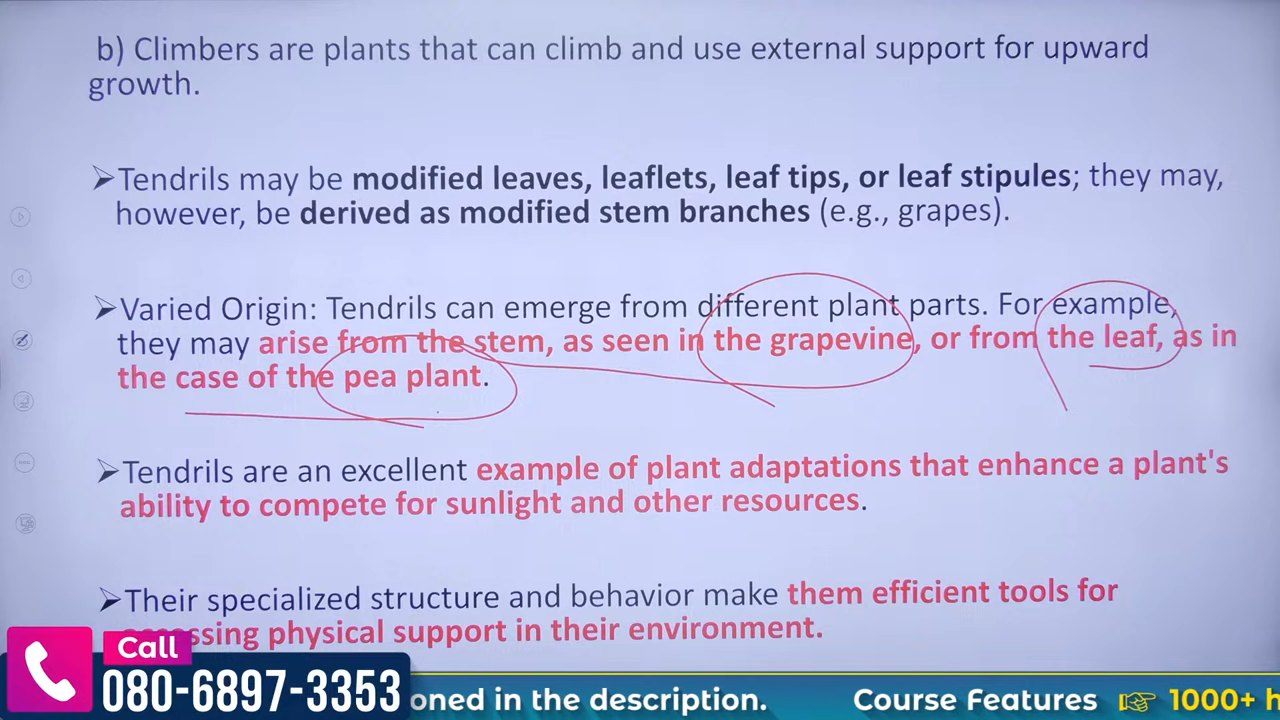 b) Climbers are plants that can climb and use external support for upward
growth.
➢Tendrils may be modified leaves, leaflets, leaf tips, or leaf stipules; they may,
however, be derived as modified stem branches (e.g., grapes).
➢Varied Origin: Tendrils can emerge from different plant parts. For example,
they may arise from the stem, as seen in the grapevine, or from the leaf, as in
the case of the pea plant.
➢Tendrils are an excellent example of plant adaptations that enhance a plant's
ability to compete for sunlight and other resources.
➢Their specialized structure and behavior make them efficient tools for
physical support in their environment.
Call
080-6897-3353
in the description. Course Features 👉 1000+